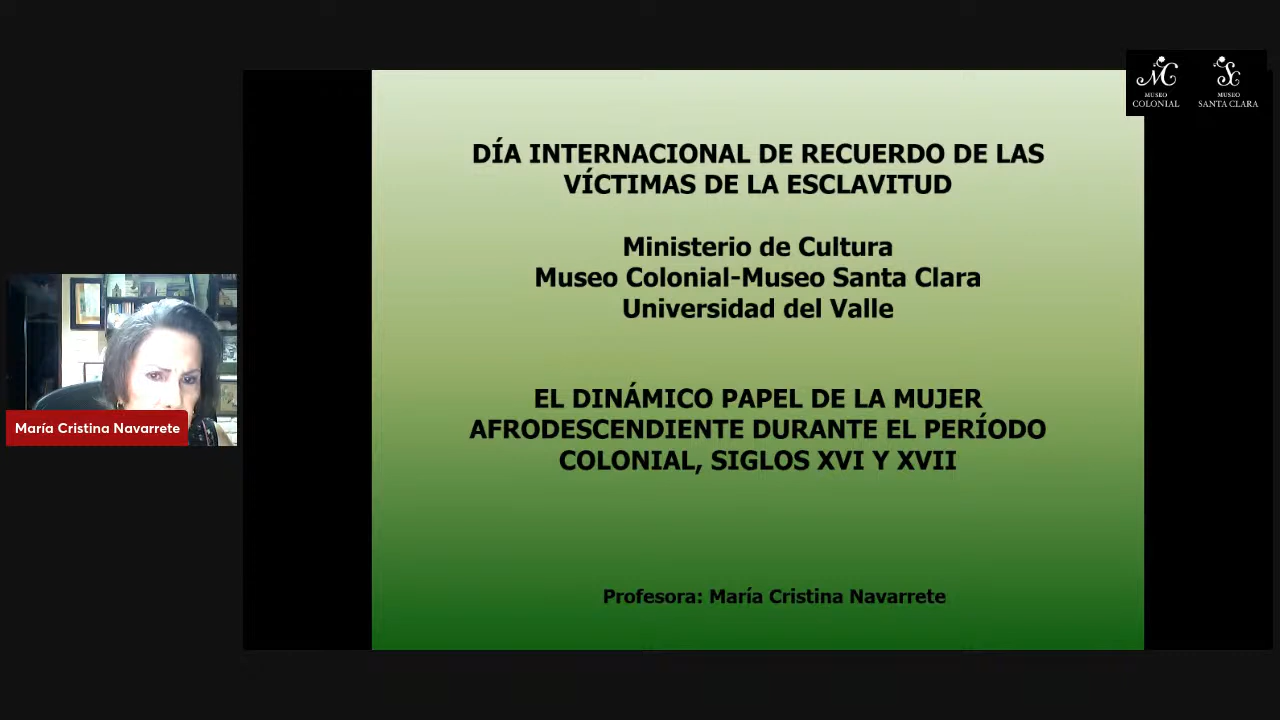 MUSEO
COLONIAL
MUSEO
SANTA CLARA
DÍA INTERNACIONAL DE RECUERDO DE LAS
VÍCTIMAS DE LA ESCLAVITUD
Ministerio de Cultura
Museo Colonial-Museo Santa Clara
Universidad del Valle
EL DINÁMICO PAPEL DE LA MUJER
AFRODESCENDIENTE DURANTE EL PERÍODO
COLONIAL, SIGLOS XVI Y XVII
María Cristina Navarrete
Profesora: María Cristina Navarrete